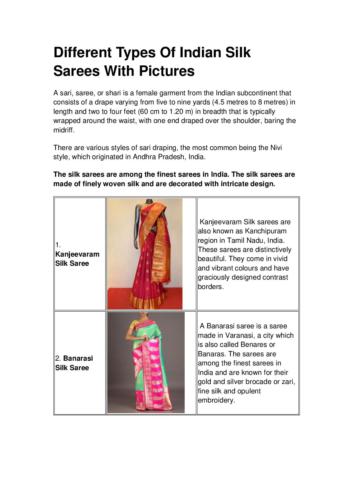 Different Types Of Indian Silk
Sarees With Pictures
A sari, saree, or shari is a female garment from the Indian subcontinent that
consists of a drape varying from five to nine yards (4.5 metres to 8 metres) in
length and two to four feet (60 cm to 1.20 m) in breadth that is typically
wrapped around the waist, with one end draped over the shoulder, baring the
midriff.
There are various styles of sari draping, the most common being the Nivi
style, which originated in Andhra Pradesh, India.
The silk sarees are among the finest sarees in India. The silk sarees are
made of finely woven silk and are decorated with intricate design.
1.
Kanjeevaram
Silk Saree
Kanjeevaram Silk sarees are
also known as Kanchipuram
region in Tamil Nadu, India.
These sarees are distinctively
beautiful. They come in vivid
and vibrant colours and have
graciously designed contrast
borders.
2. Banarasi
Silk Saree
A Banarasi saree is a saree
made in Varanasi, a city which
is also called Benares or
Banaras. The sarees are
among the finest sarees in
India and are known for their
gold and silver brocade or zari,
fine silk and opulent
embroidery.